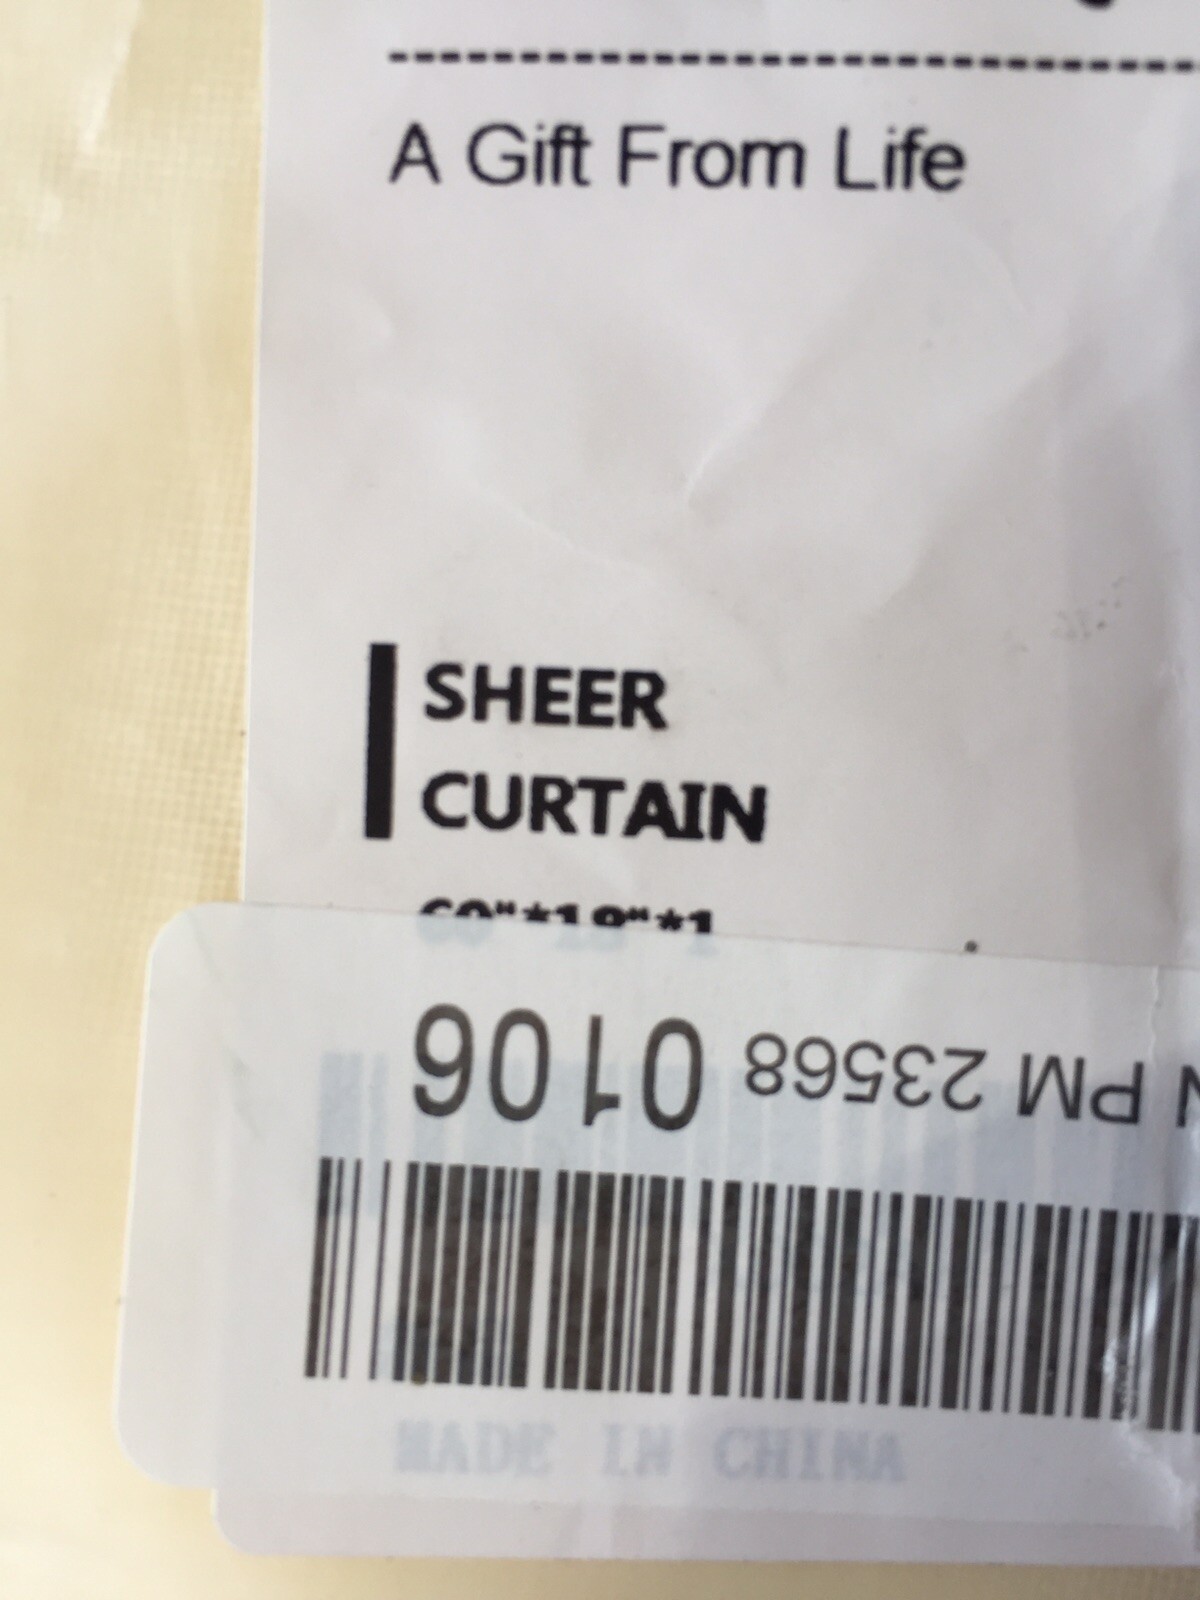 A Gift From Life
SHEER
CURTAIN
PM 23568 0106
MADE IN CHINA